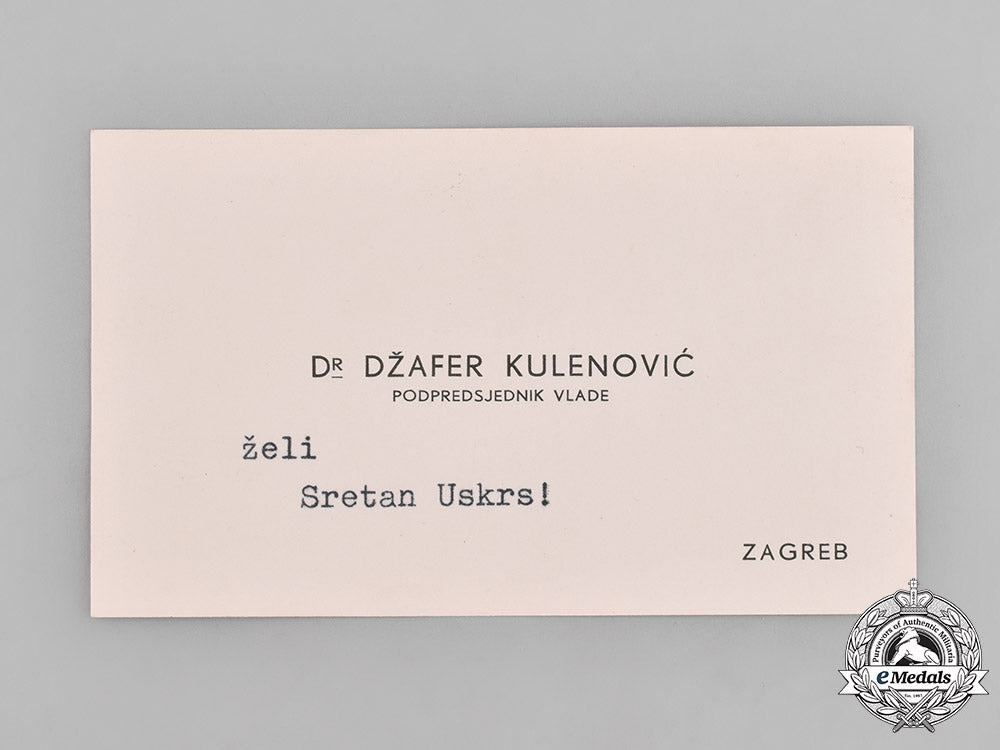 DR DŽAFER KULENOVIĆ
PODPREDSJEDNIK VLADE
želi
Sretan Uskrs!
ZAGREB
Purveyors of Authentic Militaria
eMedals